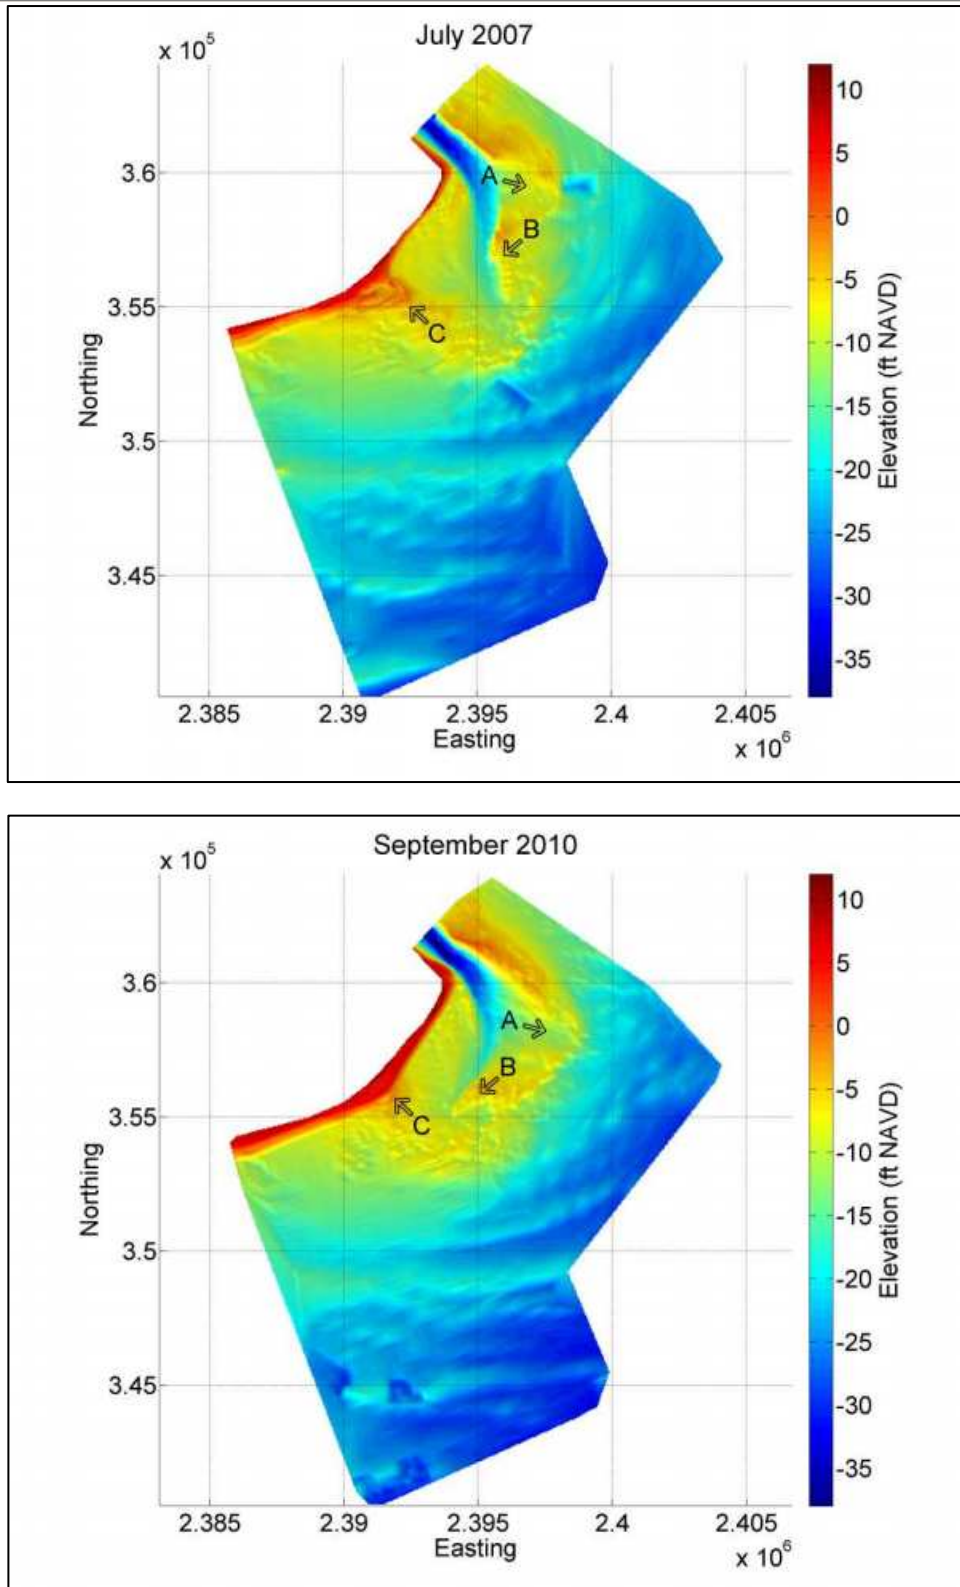 July 2007
x 10^5
3.6
3.55
3.5
3.45
Northing
A
B
C
2.385 2.39 2.395 2.4 2.405
Easting
x 10^6
10
5
0
-5
-10
-15
-20
-25
-30
-35
Elevation (ft NAVD)
September 2010
x 10^5
3.6
3.55
3.5
3.45
Northing
A
B
C
2.385 2.39 2.395 2.4 2.405
Easting
x 10^6
10
5
0
-5
-10
-15
-20
-25
-30
-35
Elevation (ft NAVD)